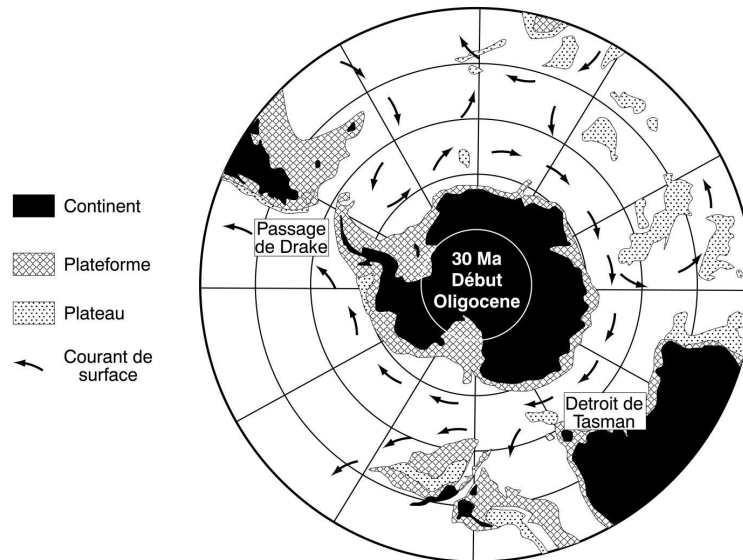 Continent
Plateforme
Plateau
Courant de
surface
Passage
de Drake
30 Ma
Début
Oligocene
Detroit de
Tasman